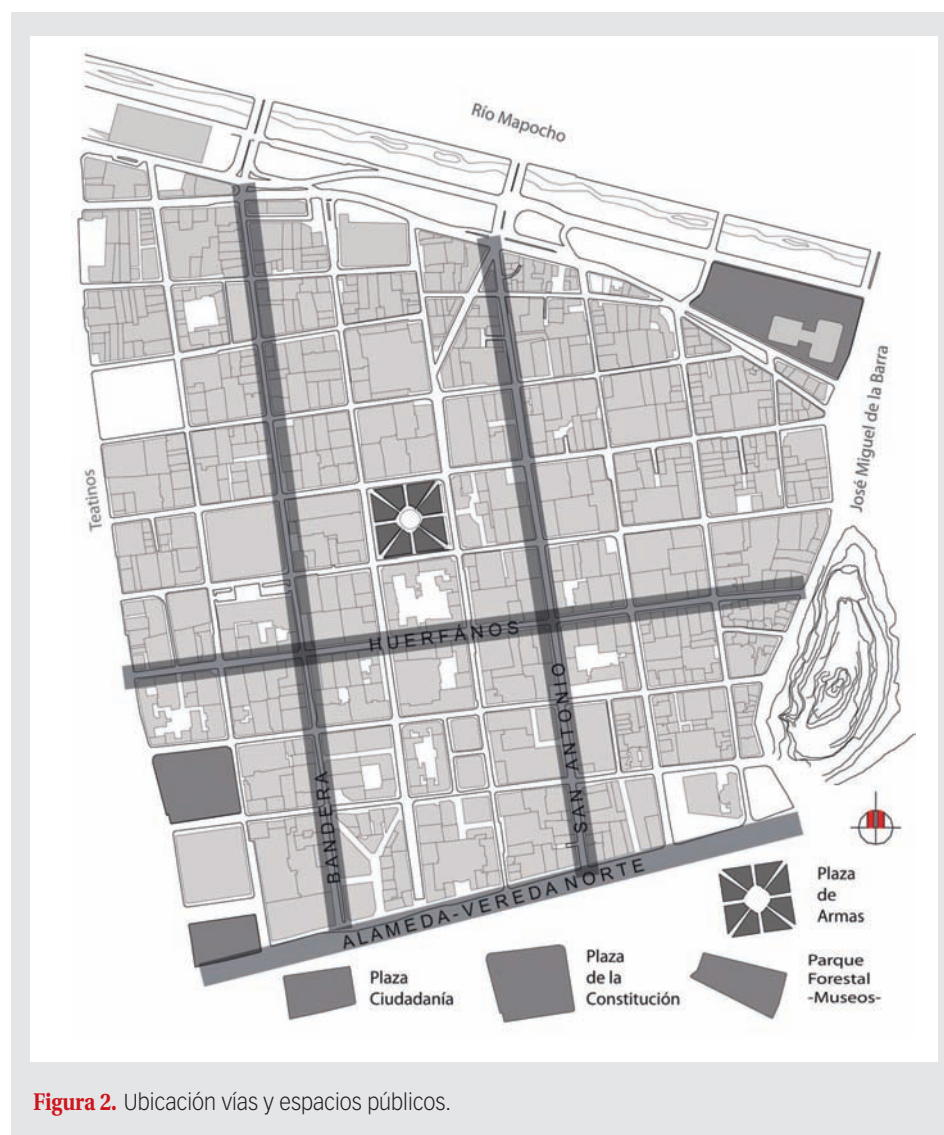 Río Mapocho
José Miguel de la Barra
Teatinos
HUERFÁNOS
SAN ANTONIO
BANDERA
ALAMEDA-VEREDA NORTE
Plaza
de
Armas
Plaza
Ciudadanía
Plaza
de la
Constitución
Parque
Forestal
-Museos-
Figura 2. Ubicación vías y espacios públicos.